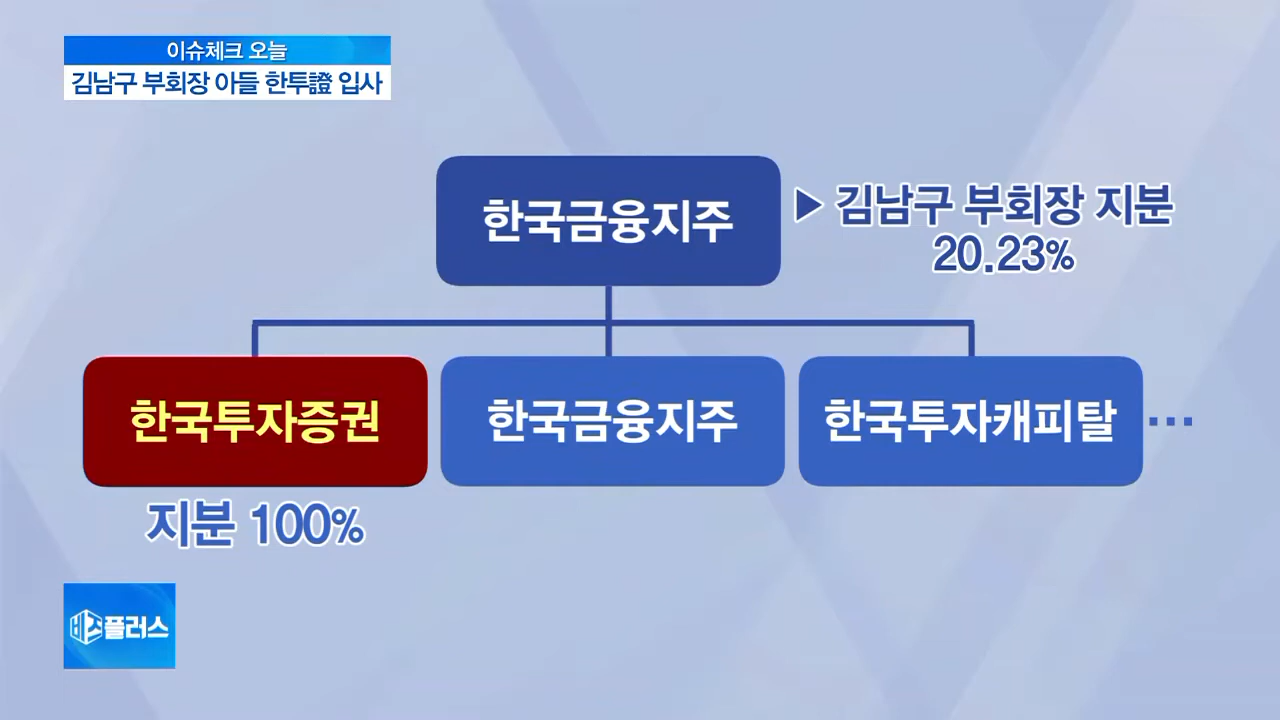 이슈체크 오늘
김남구 부회장 아들 한투證 입사
한국금융지주
▶ 김남구 부회장 지분
20.23%
한국투자증권
한국금융지주
한국투자캐피탈
...
지분 100%
비즈플러스